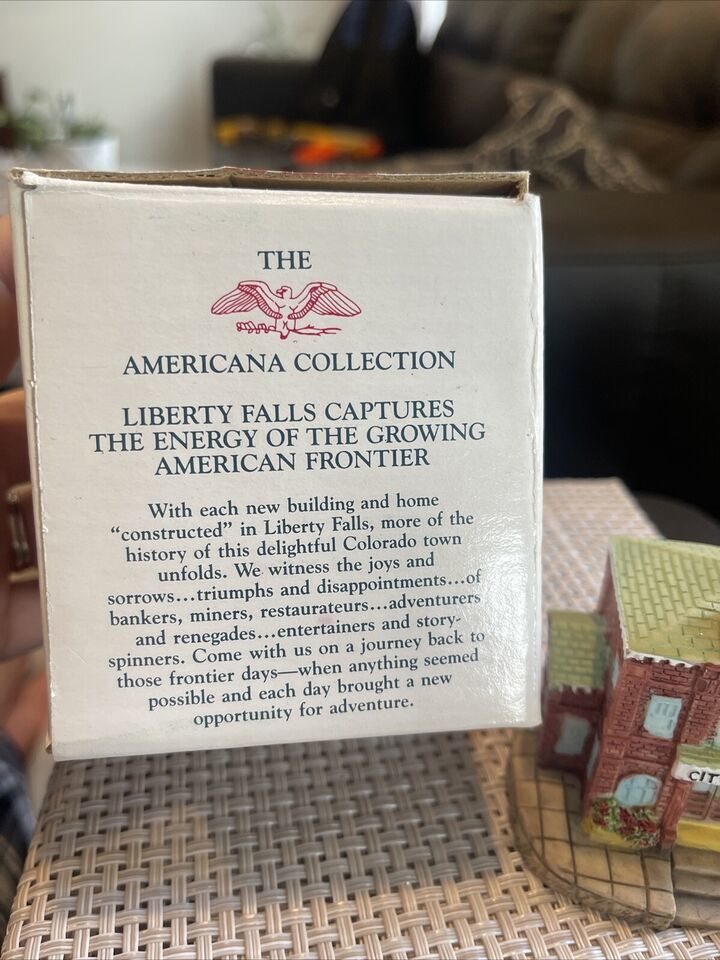 THE
AMERICANA COLLECTION
LIBERTY FALLS CAPTURES
THE ENERGY OF THE GROWING
AMERICAN FRONTIER
With each new building and home
“constructed” in Liberty Falls, more of the
history of this delightful Colorado town
unfolds. We witness the joys and
sorrows...triumphs and disappointments...of
bankers, miners, restaurateurs...adventurers
and renegades...entertainers and story-
spinners. Come with us on a journey back to
those frontier days—when anything seemed
possible and each day brought a new
opportunity for adventure.
CIT